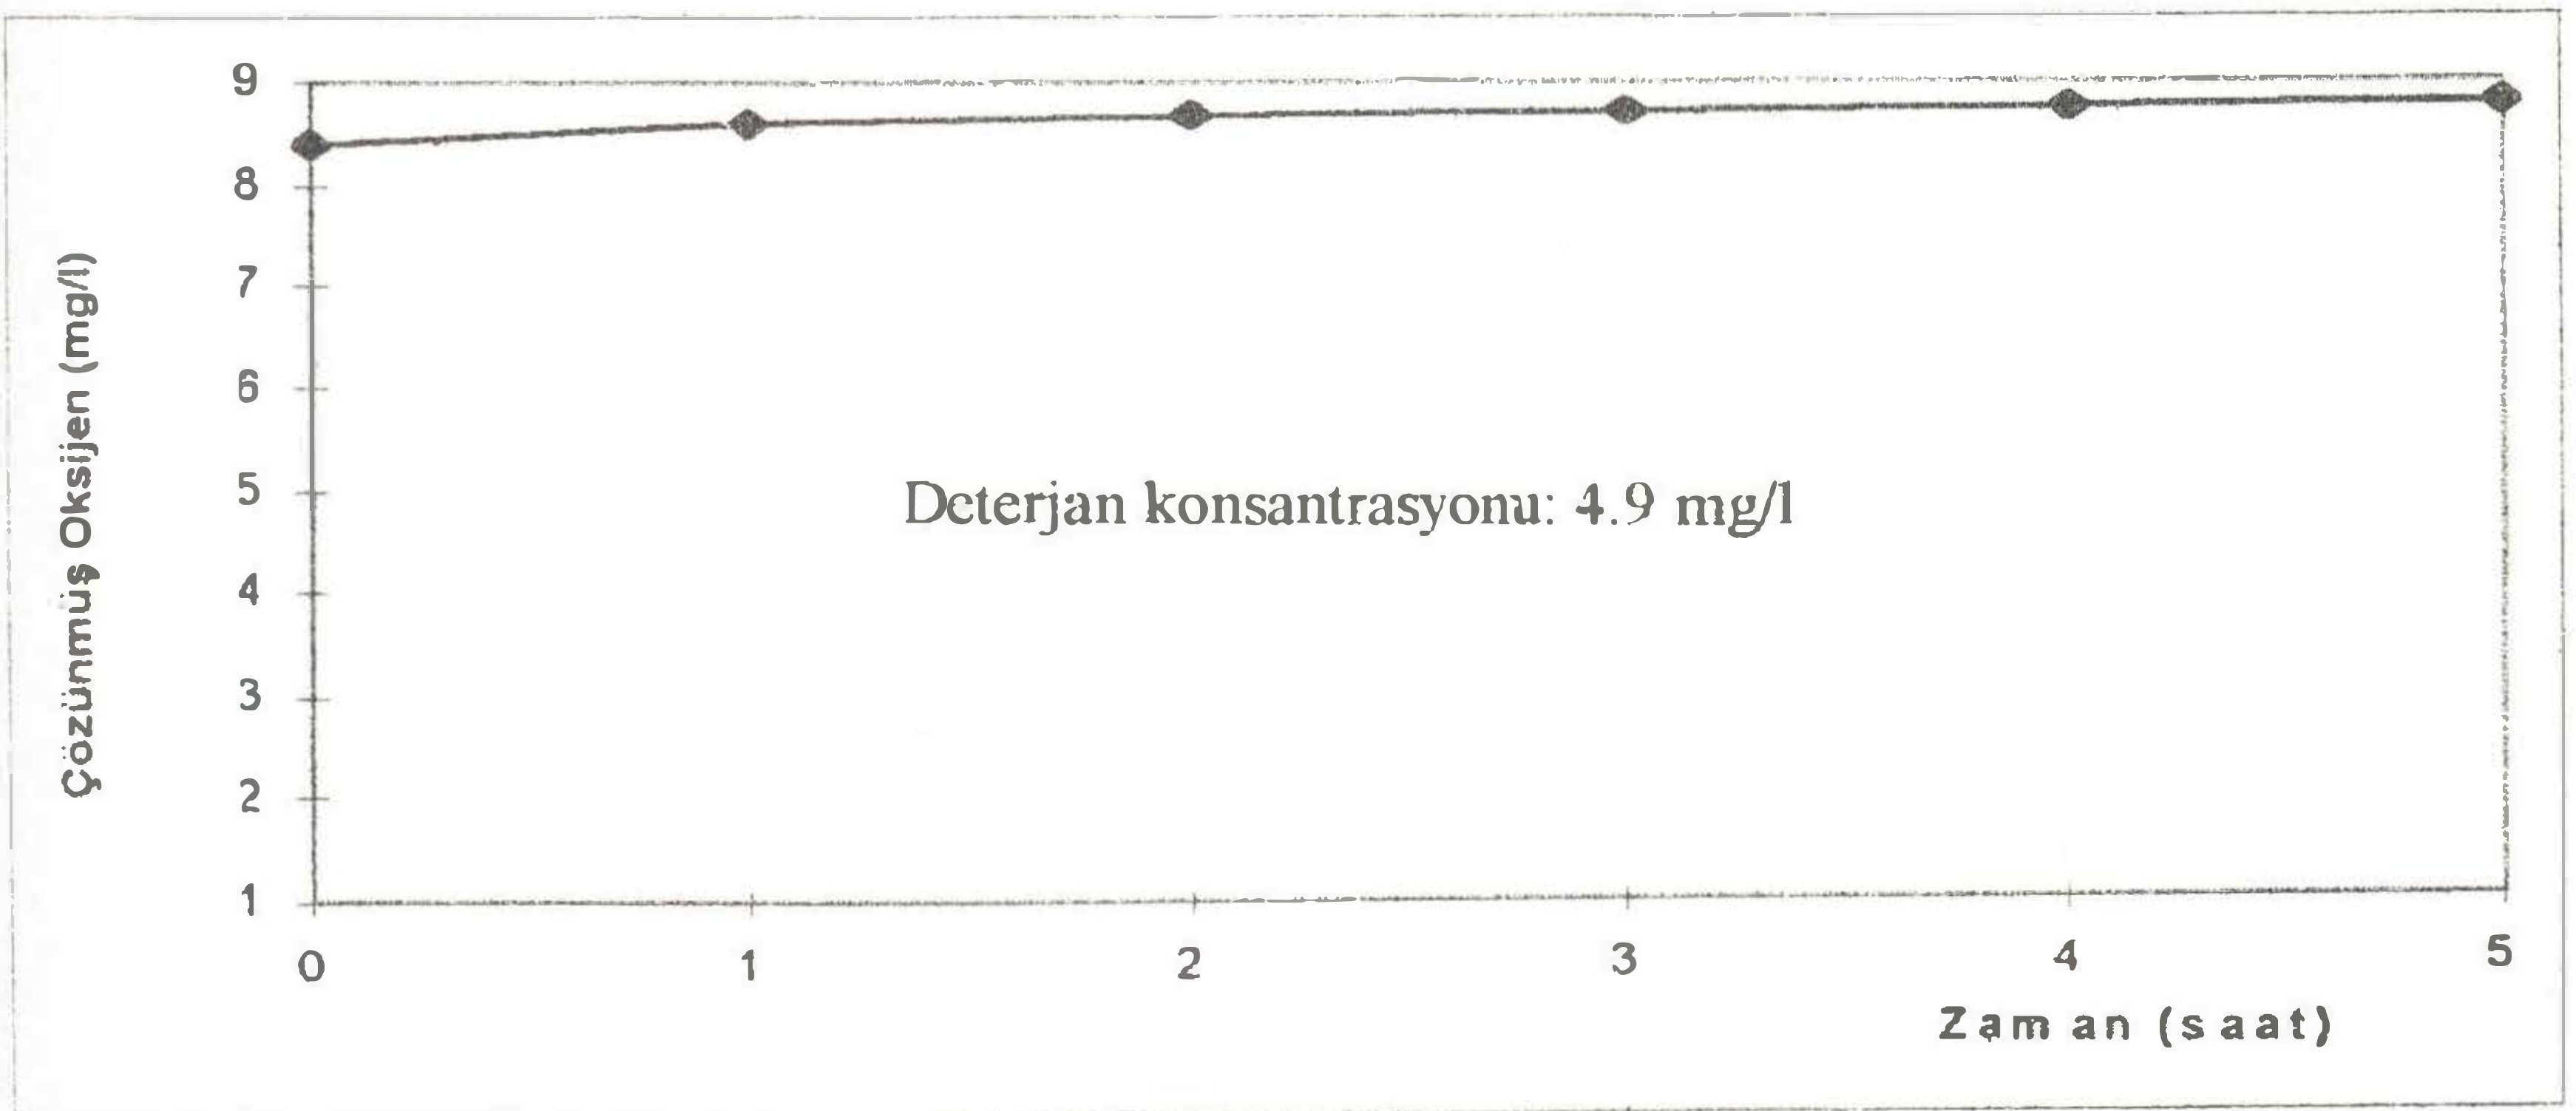 Çözünmüş Oksijen (mg/l)
9
8
7
6
5
4
3
2
1
Deterjan konsantrasyonu: 4.9 mg/l
0 1 2 3 4 5
Zaman (saat)